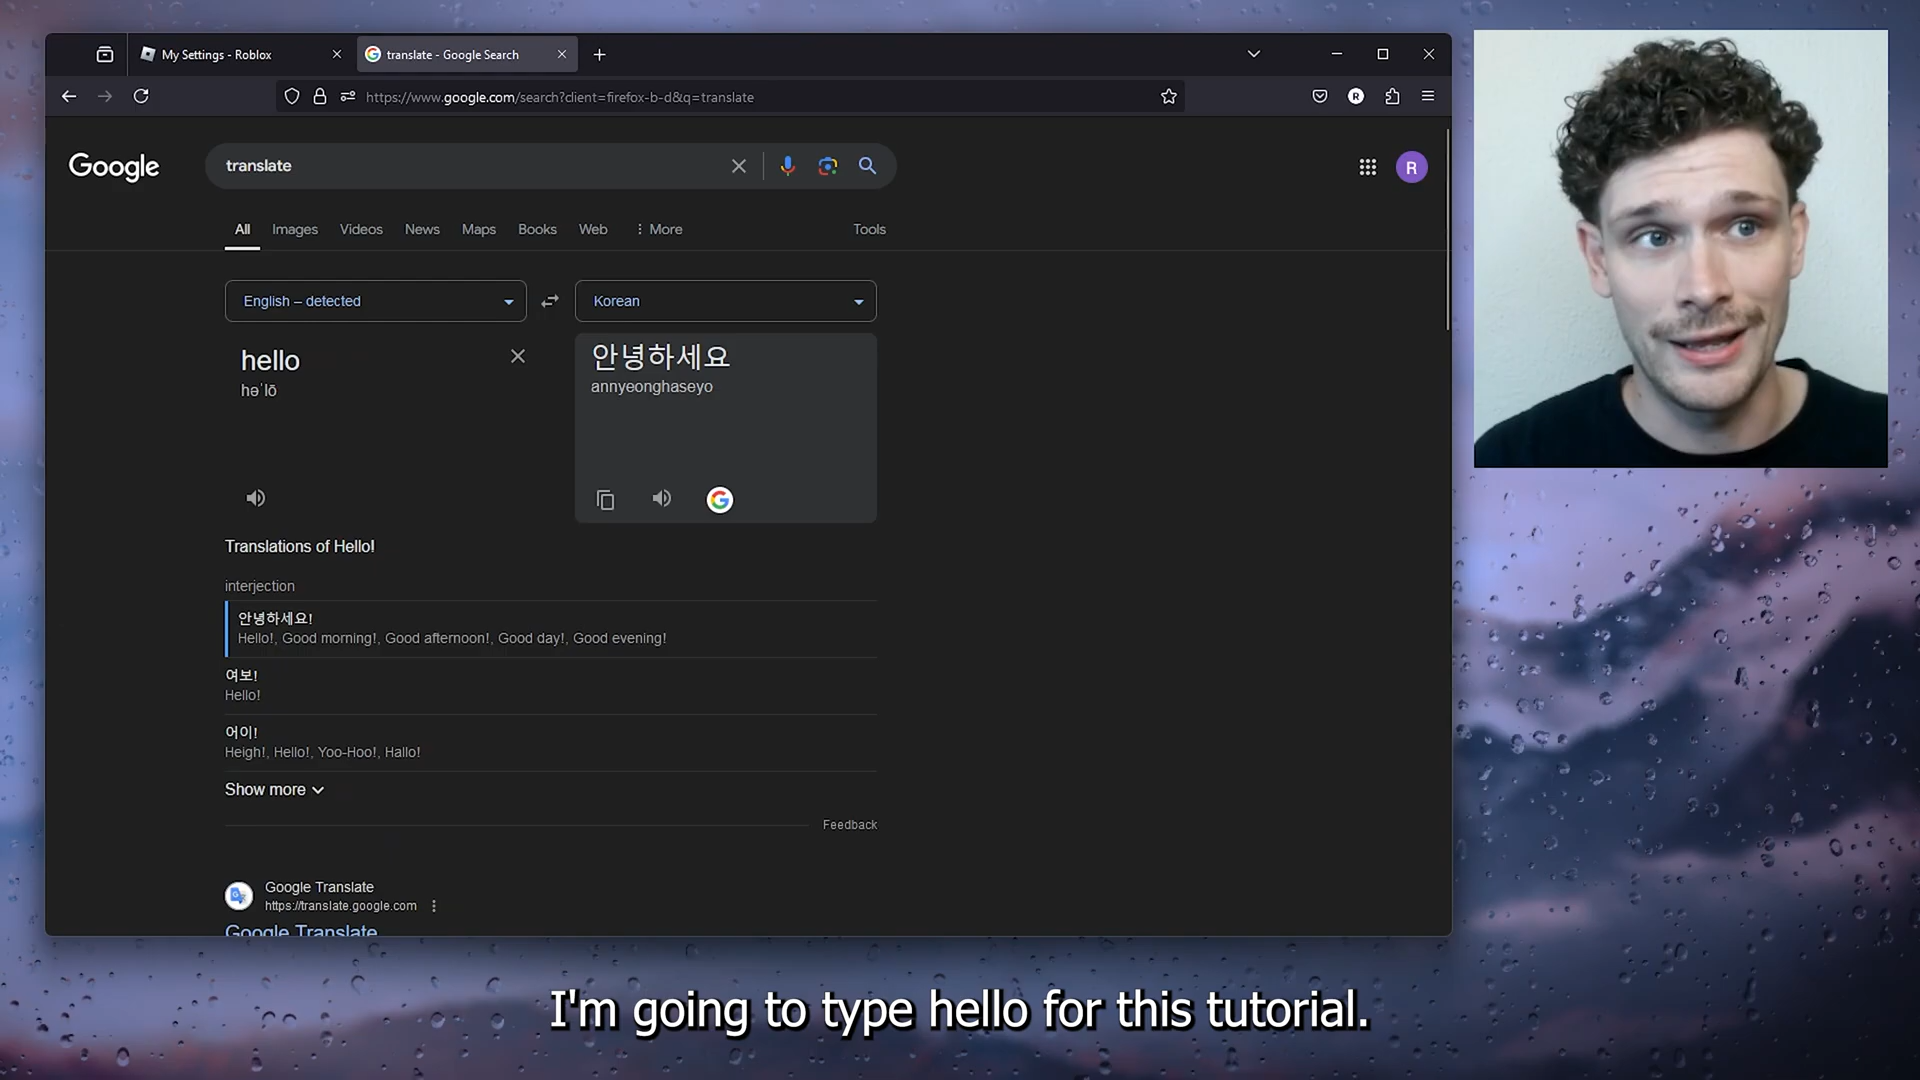 My Settings - Roblox
translate - Google Search
https://www.google.com/search?client=firefox-b-d&q=translate
R
Google
translate
R
All
Images
Videos
News
Maps
Books
Web
More
Tools
English – detected
Korean
hello
həˈlō
안녕하세요
annyeonghaseyo
Translations of Hello!
interjection
안녕하세요!
Hello!, Good morning!, Good afternoon!, Good day!, Good evening!
여보!
Hello!
어이!
Heigh!, Hello!, Yoo-Hoo!, Hallo!
Show more
Feedback
Google Translate
https://translate.google.com
Google Translate
I'm going to type hello for this tutorial.